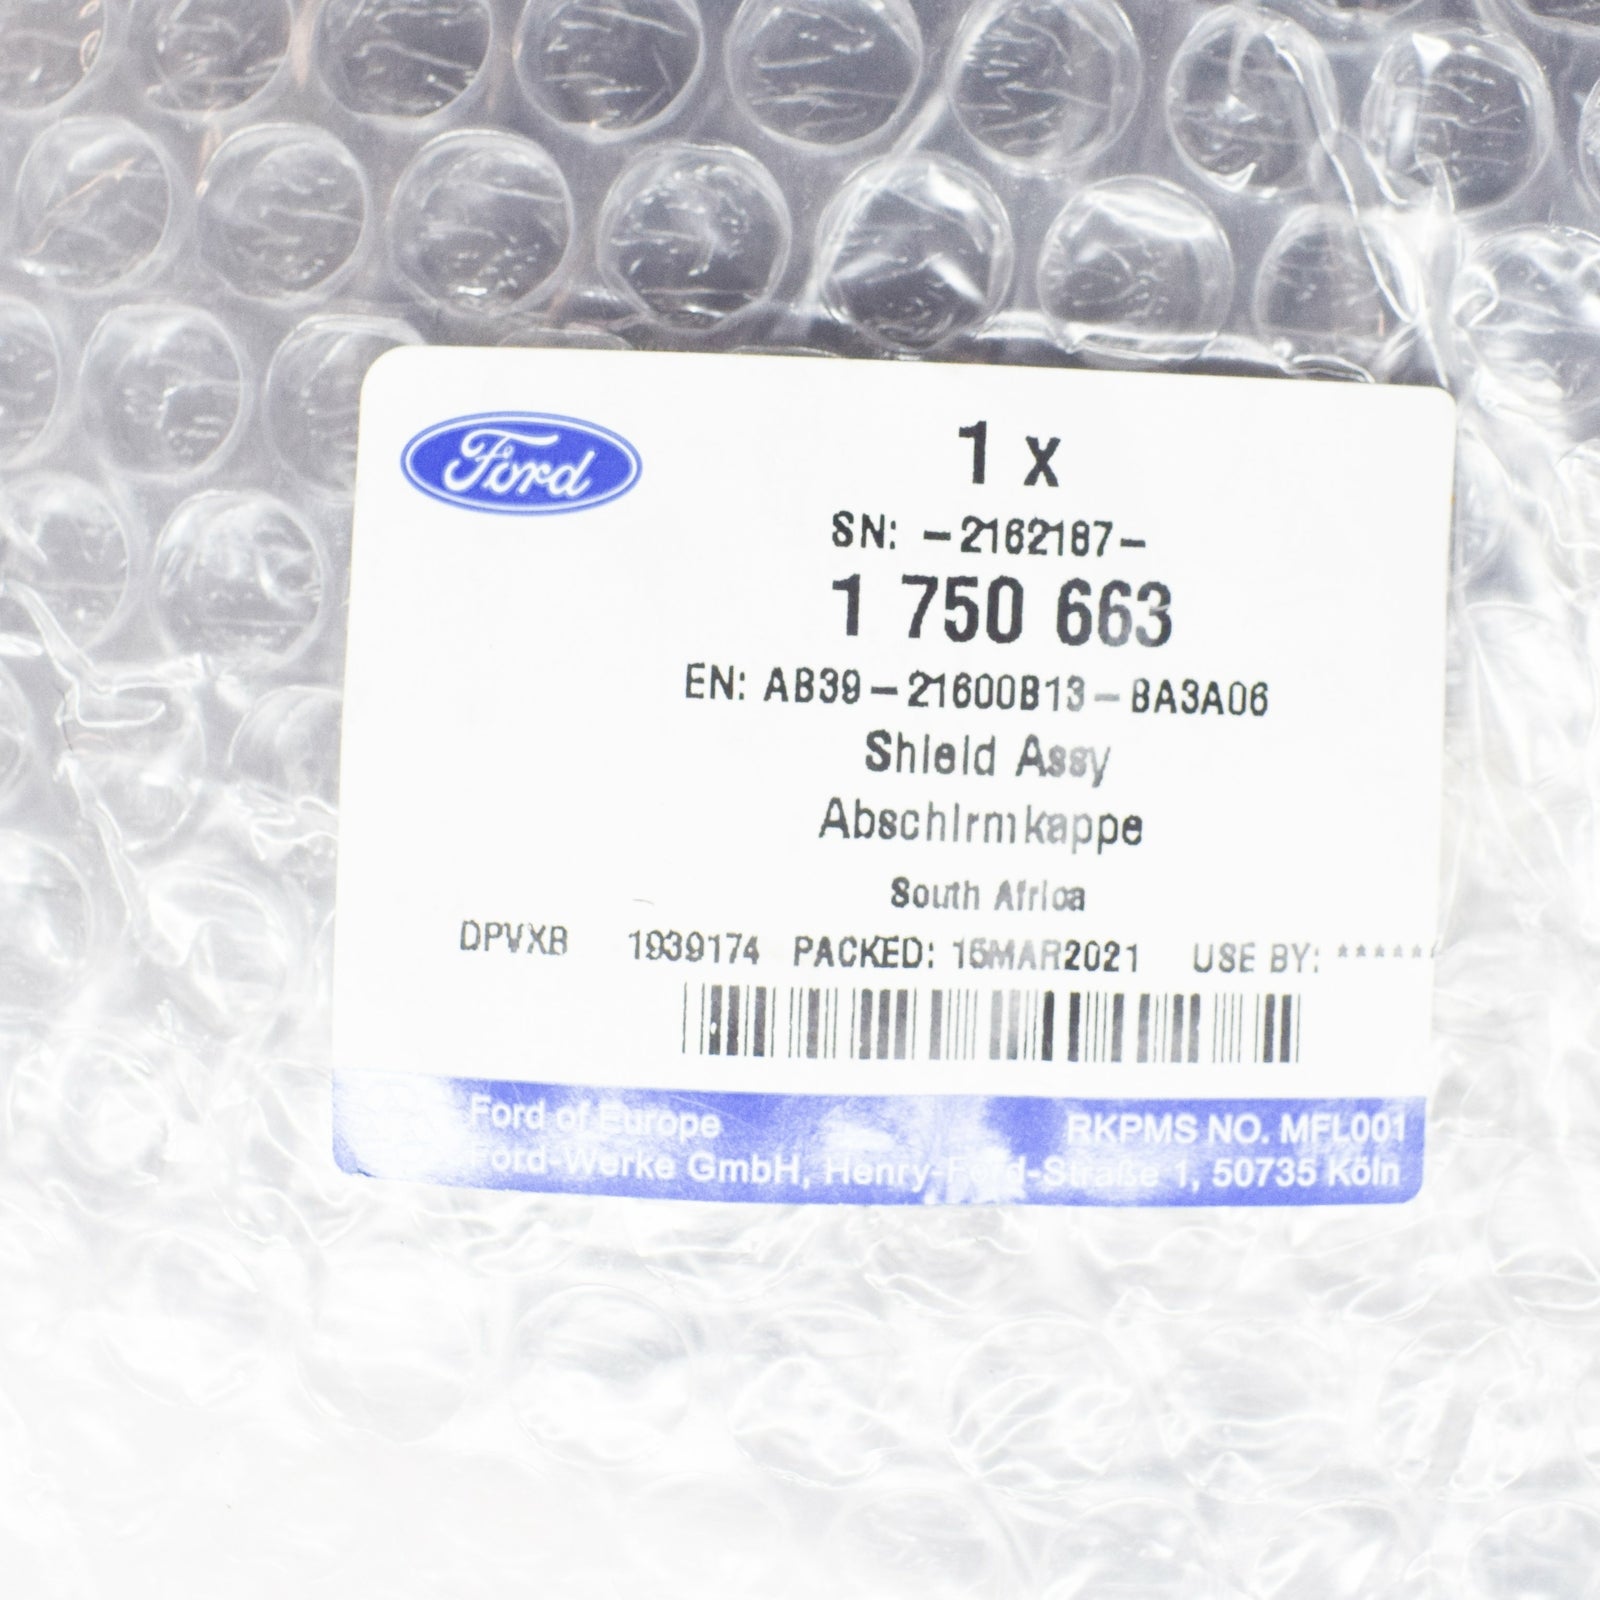 Ford
1 x
SN: -2162187-
1 750 663
EN: AB39-21600B13-BA3A06
Shield Assy
Abschirmkappe
South Africa
DPVXB 1939174 PACKED: 15MAR2021 USE BY: ******
Ford of Europe RKPMS NO. MFL001
Ford-Werke GmbH, Henry-Ford-Straße 1, 50735 Köln